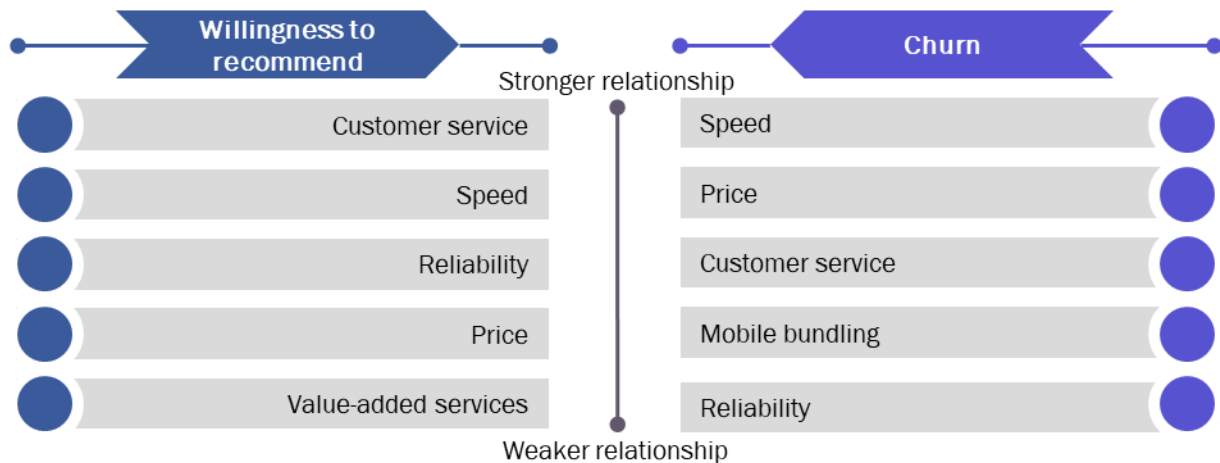 Willingness to
recommend
Churn
Stronger relationship
Customer service
Speed
Reliability
Price
Value-added services
Speed
Price
Customer service
Mobile bundling
Reliability
Weaker relationship